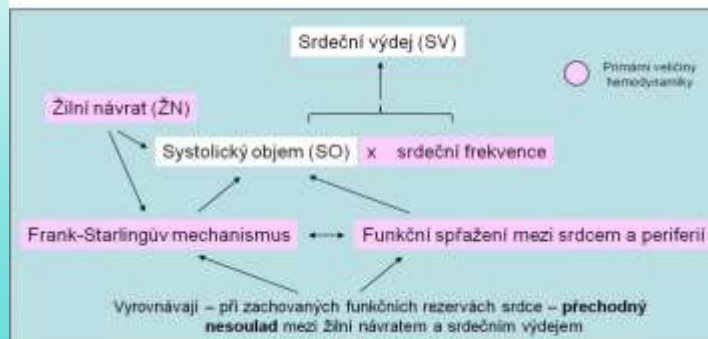 Srdeční výdej (SV)
Primární veličiny
hemodynamiky
Žilní návrat (ŽN)
Systolický objem (SO) x srdeční frekvence
Frank-Starlingův mechanismus
Funkční spřažení mezi srdcem a periferií
Vyrovnávají – při zachovaných funkčních rezervách srdce – přechodný
nesoulad mezi žilní návratem a srdečním výdejem